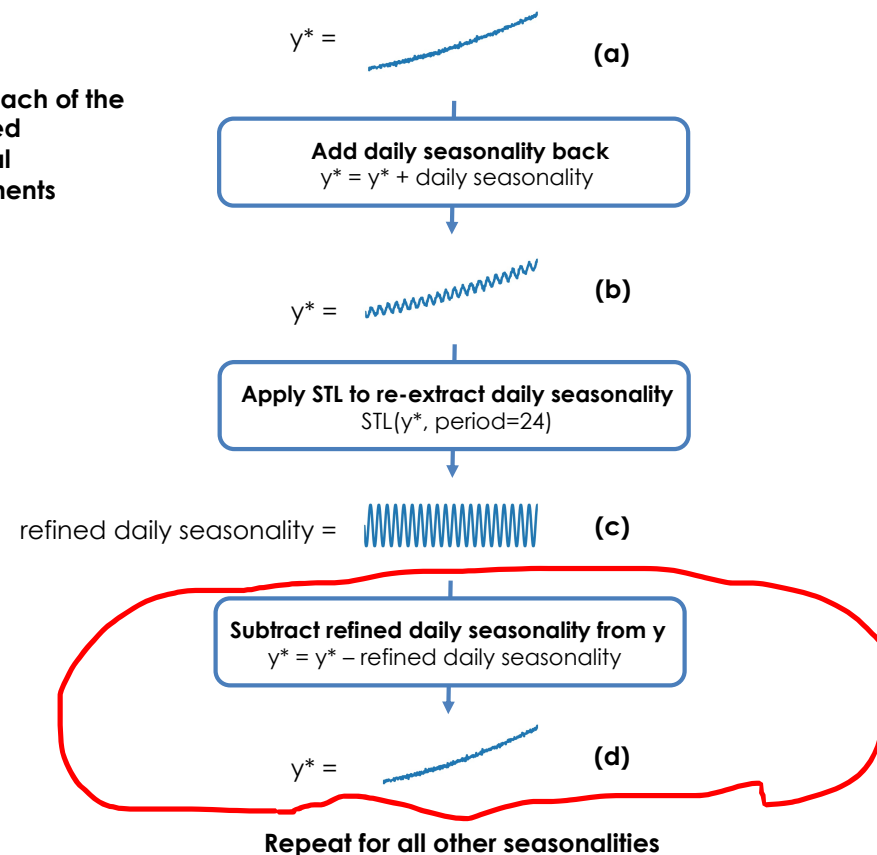 y* =
(a)
ach of the
ed
al
nents
Add daily seasonality back
y* = y* + daily seasonality
y* =
(b)
Apply STL to re-extract daily seasonality
STL(y*, period=24)
refined daily seasonality =
(c)
Subtract refined daily seasonality from y
y* = y* – refined daily seasonality
y* =
(d)
Repeat for all other seasonalities